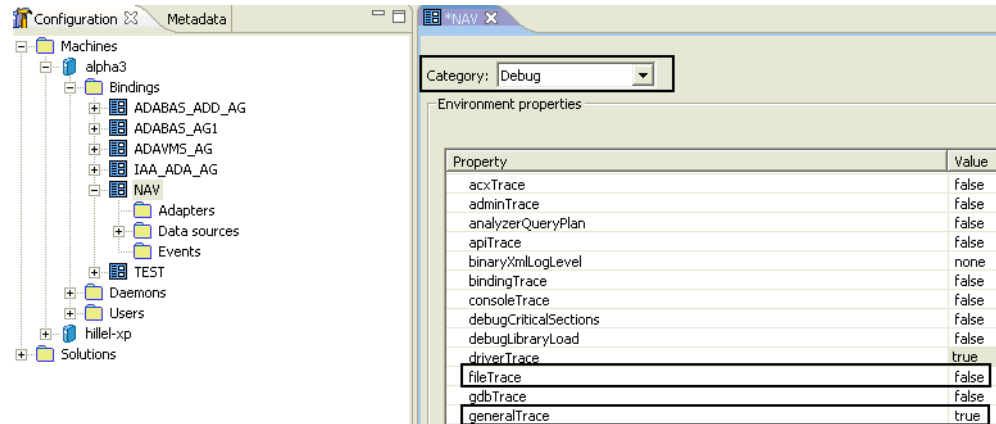 Configuration
Metadata
Machines
alpha3
Bindings
ADABAS_ADD_AG
ADABAS_AG1
ADAVMS_AG
IAA_ADA_AG
NAV
Adapters
Data sources
Events
TEST
Daemons
Users
hillel-xp
Solutions
*NAV
Category: Debug
Environment properties
Property Value
acxTrace false
adminTrace false
analyzerQueryPlan false
apiTrace false
binaryXmlLogLevel none
bindingTrace false
consoleTrace false
debugCriticalSections false
debugLibraryLoad false
driverTrace true
fileTrace false
gdbTrace false
generalTrace true